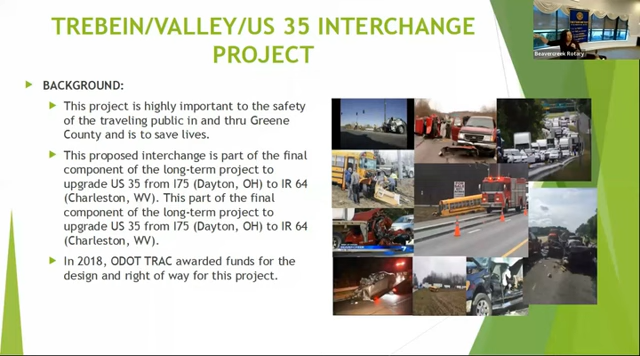 TREBEIN/VALLEY/US 35 INTERCHANGE
PROJECT
BACKGROUND:
This project is highly important to the safety
of the traveling public in and thru Greene
County and is to save lives.
This proposed interchange is part of the final
component of the long-term project to
upgrade US 35 from I75 (Dayton, OH) to IR 64
(Charleston, WV). This part of the final
component of the long-term project to
upgrade US 35 from I75 (Dayton, OH) to IR 64
(Charleston, WV).
In 2018, ODOT TRAC awarded funds for the
design and right of way for this project.
Beavercreek Rotary